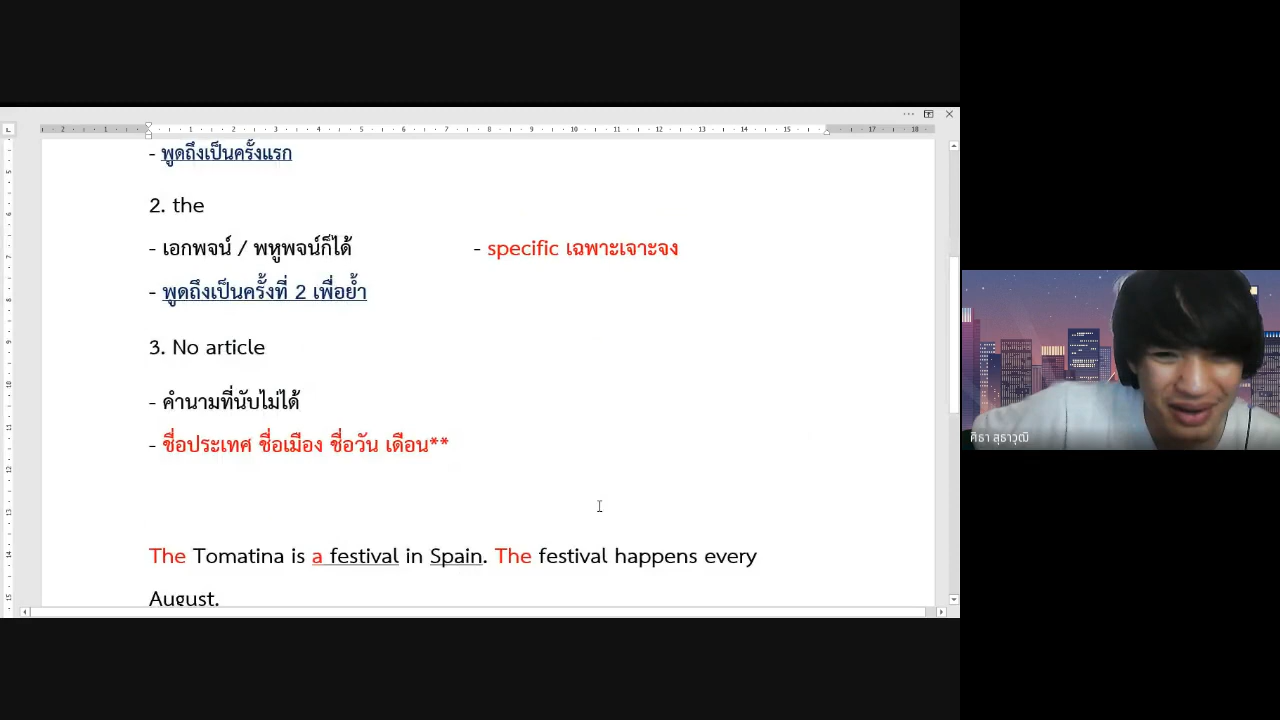 - พูดถึงเป็นครั้งแรก
2. the
- เอกพจน์ / พหูพจน์ก็ได้ - specific เฉพาะเจาะจง
- พูดถึงเป็นครั้งที่ 2 เพื่อย้ำ
3. No article
- คำนามที่นับไม่ได้
- ชื่อประเทศ ชื่อเมือง ชื่อวัน เดือน**
The Tomatina is a festival in Spain. The festival happens every
August.
ศิธา สุธาวุฒิ